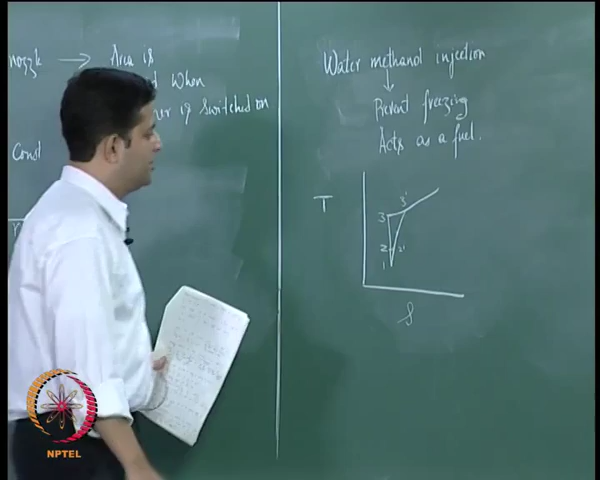 nozzle → Area is
when
is switched on
Const
Water methanol injection
↓
Prevent freezing
Acts as a fuel.
T
3'
3
2 2'
1
S
NPTEL